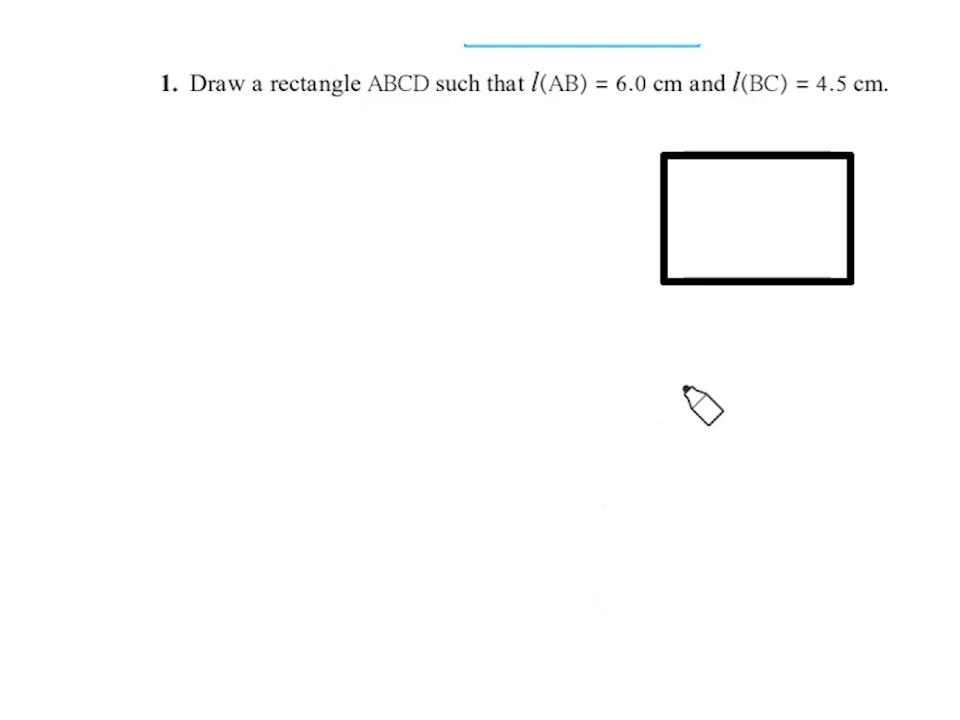 1. Draw a rectangle ABCD such that l(AB) = 6.0 cm and l(BC) = 4.5 cm.